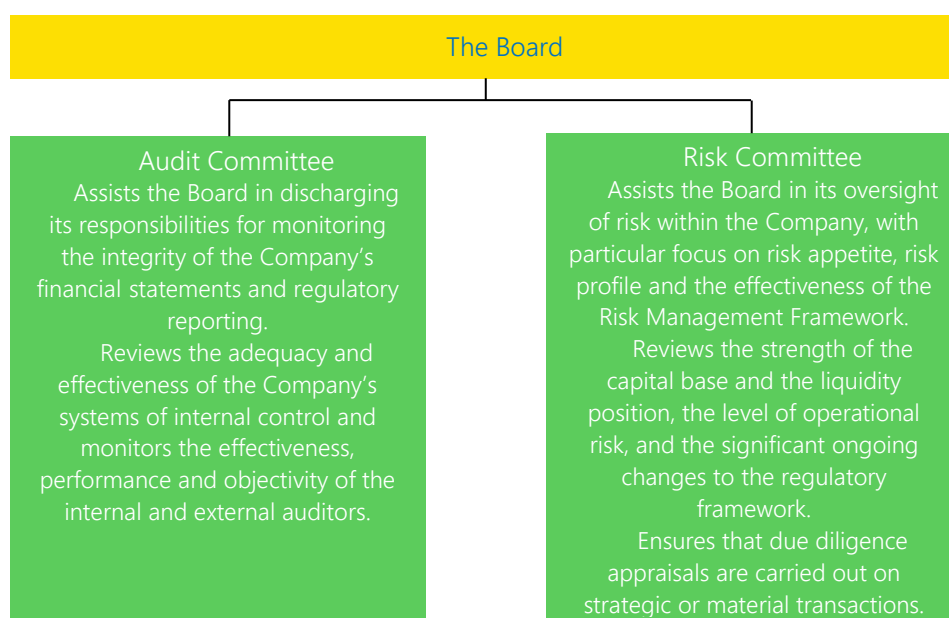 The Board
Audit Committee
Assists the Board in discharging
its responsibilities for monitoring
the integrity of the Company’s
financial statements and regulatory
reporting.
Reviews the adequacy and
effectiveness of the Company’s
systems of internal control and
monitors the effectiveness,
performance and objectivity of the
internal and external auditors.
Risk Committee
Assists the Board in its oversight
of risk within the Company, with
particular focus on risk appetite, risk
profile and the effectiveness of the
Risk Management Framework.
Reviews the strength of the
capital base and the liquidity
position, the level of operational
risk, and the significant ongoing
changes to the regulatory
framework.
Ensures that due diligence
appraisals are carried out on
strategic or material transactions.